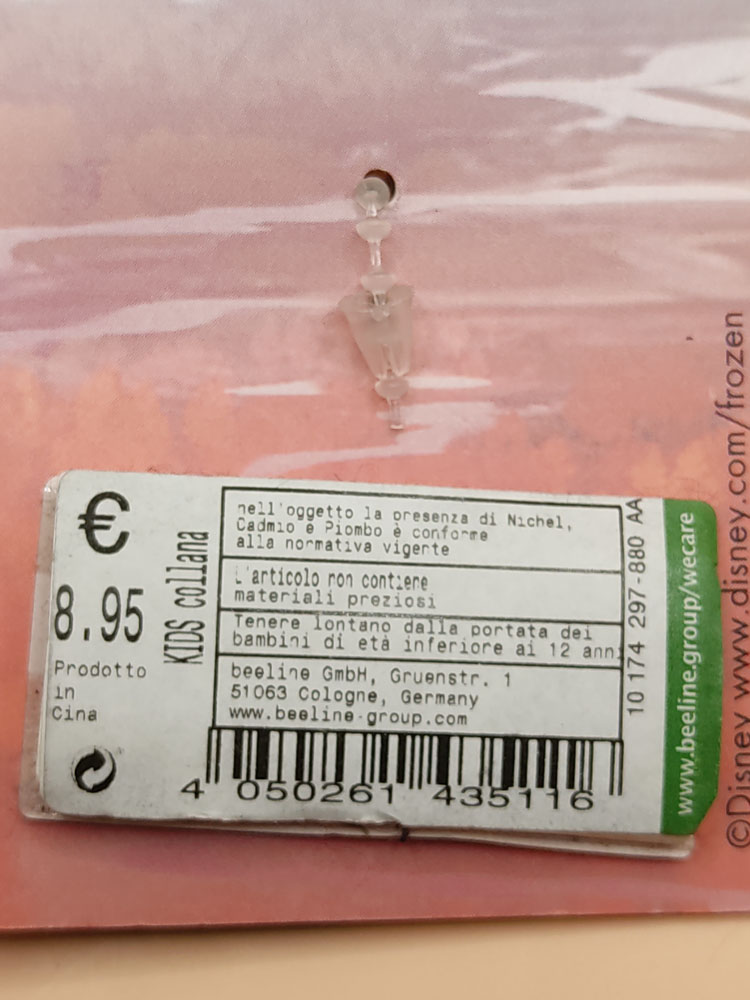 €
8.95
Prodotto
in
Cina
KIDS collana
nell'oggetto la presenza di Nichel,
Cadmio e Piombo è conforme
alla normativa vigente
L'articolo non contiene
materiali preziosi
Tenere lontano dalla portata dei
bambini di età inferiore ai 12 anni
beeline GmbH, Gruenstr. 1
51063 Cologne, Germany
www.beeline-group.com
4 050261 435116
10 174 297-880 AA
www.beeline.group/wecare
©Disney www.disney.com/frozen